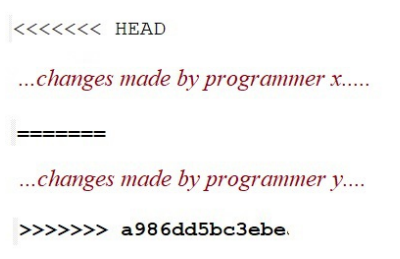 <<<<<<< HEAD
...changes made by programmer x.....
=======
...changes made by programmer y....
>>>>>>> a986dd5bc3ebe